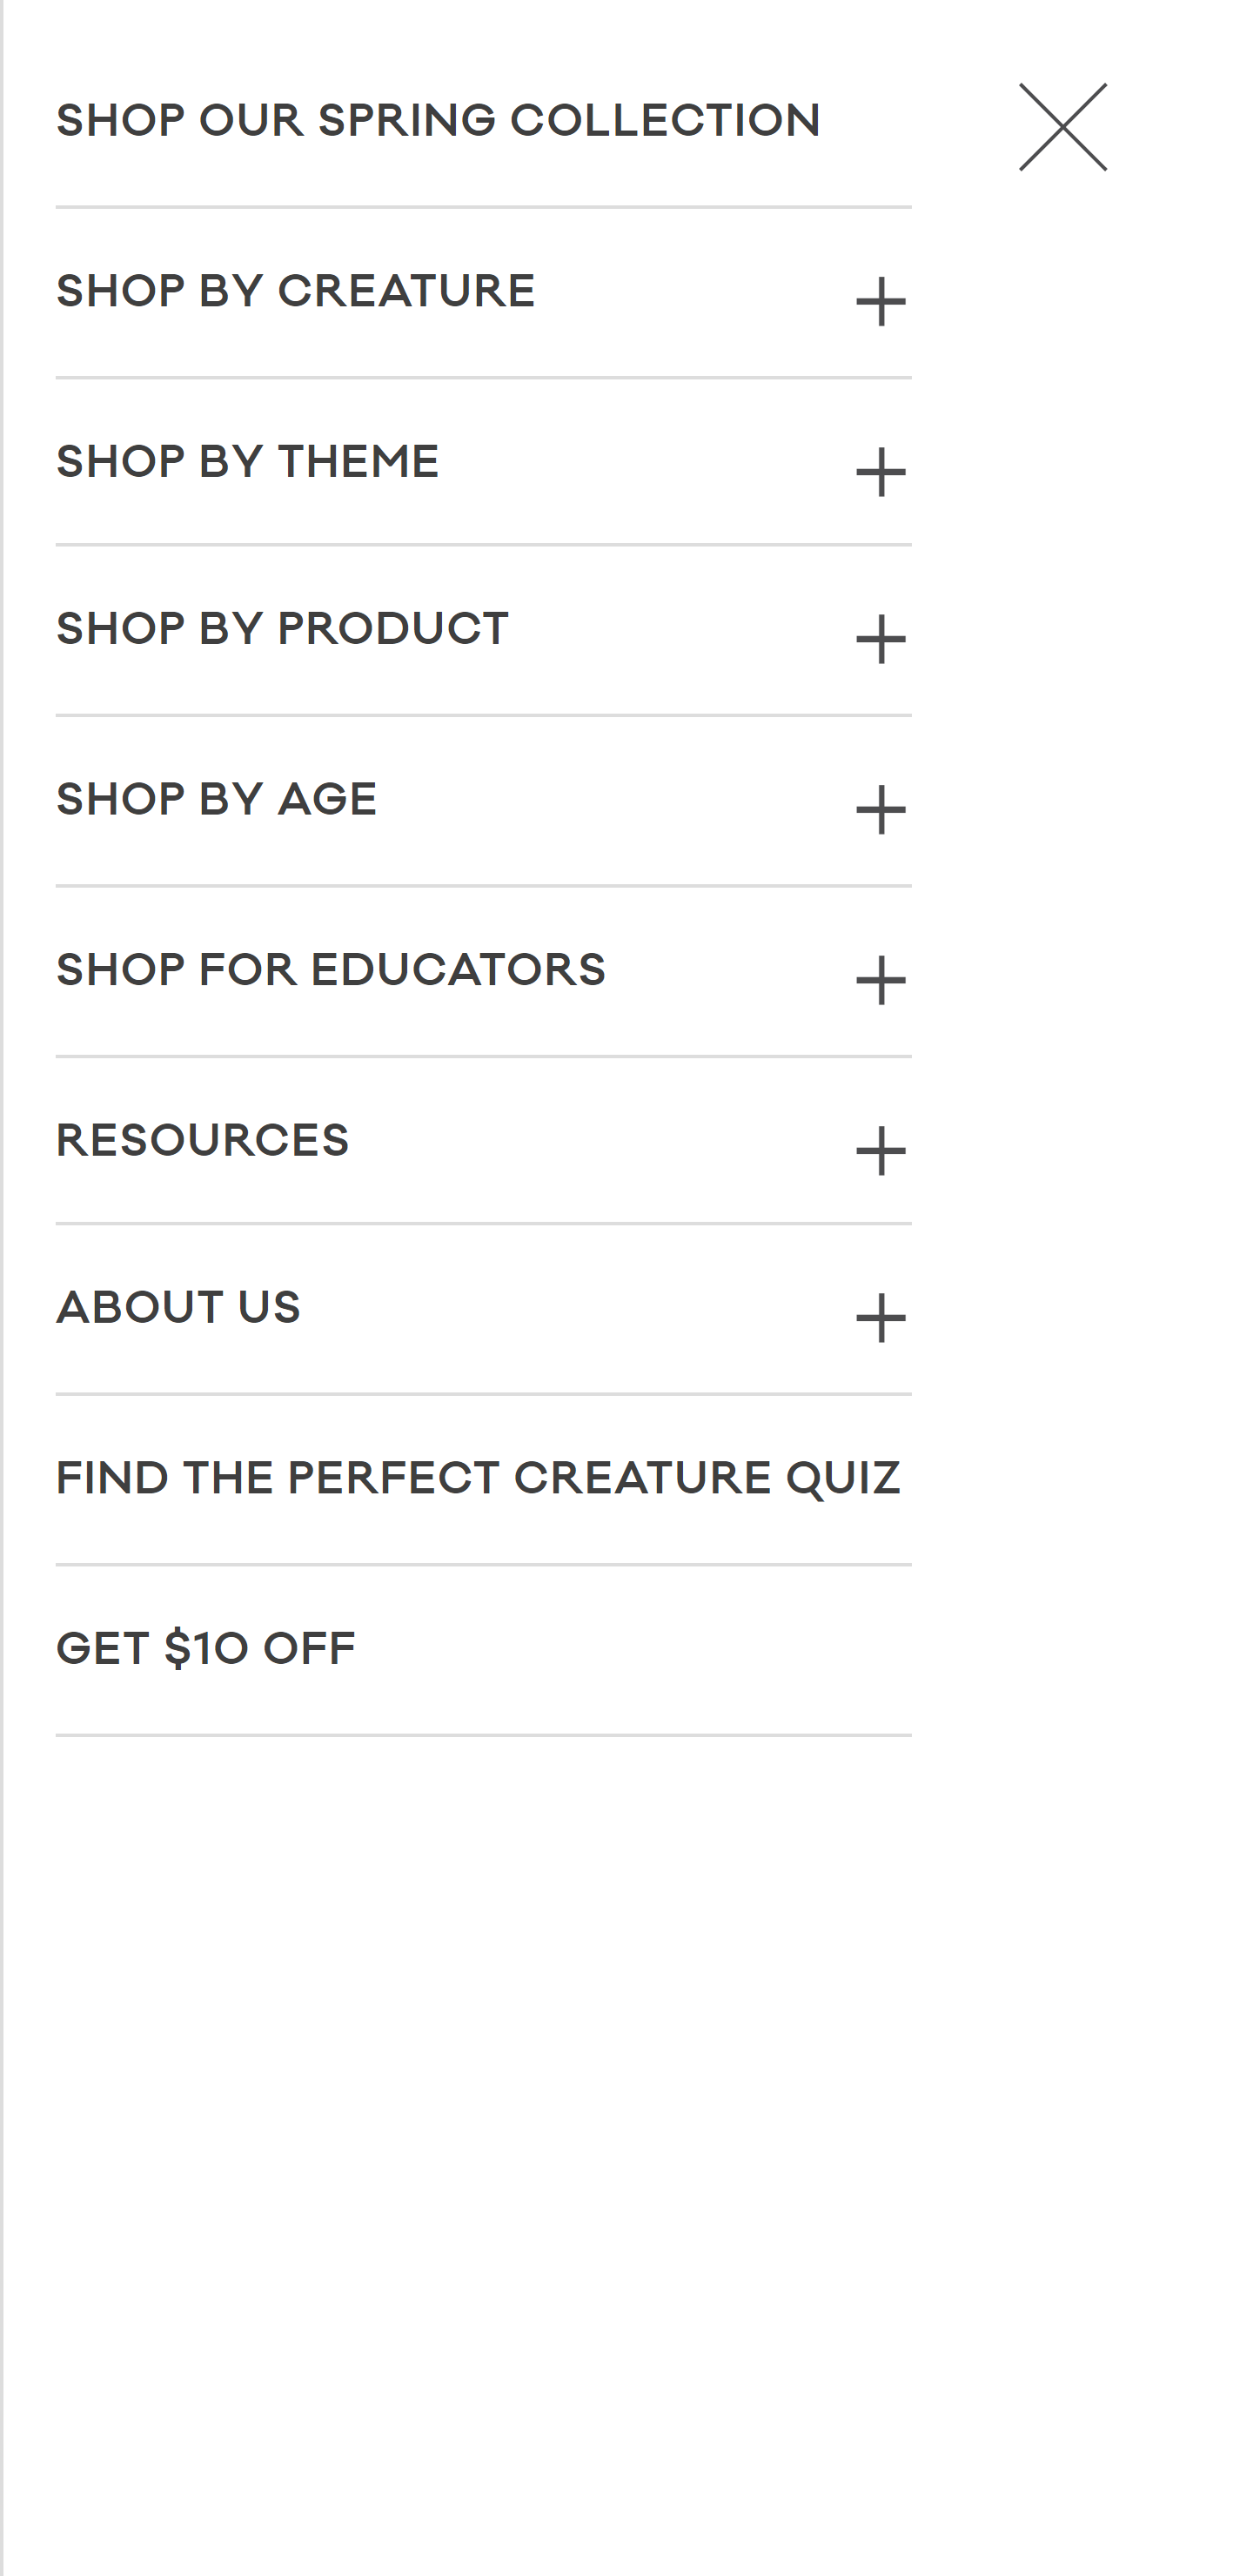 SHOP OUR SPRING COLLECTION
SHOP BY CREATURE
SHOP BY THEME
SHOP BY PRODUCT
SHOP BY AGE
SHOP FOR EDUCATORS
RESOURCES
ABOUT US
FIND THE PERFECT CREATURE QUIZ
GET $10 OFF